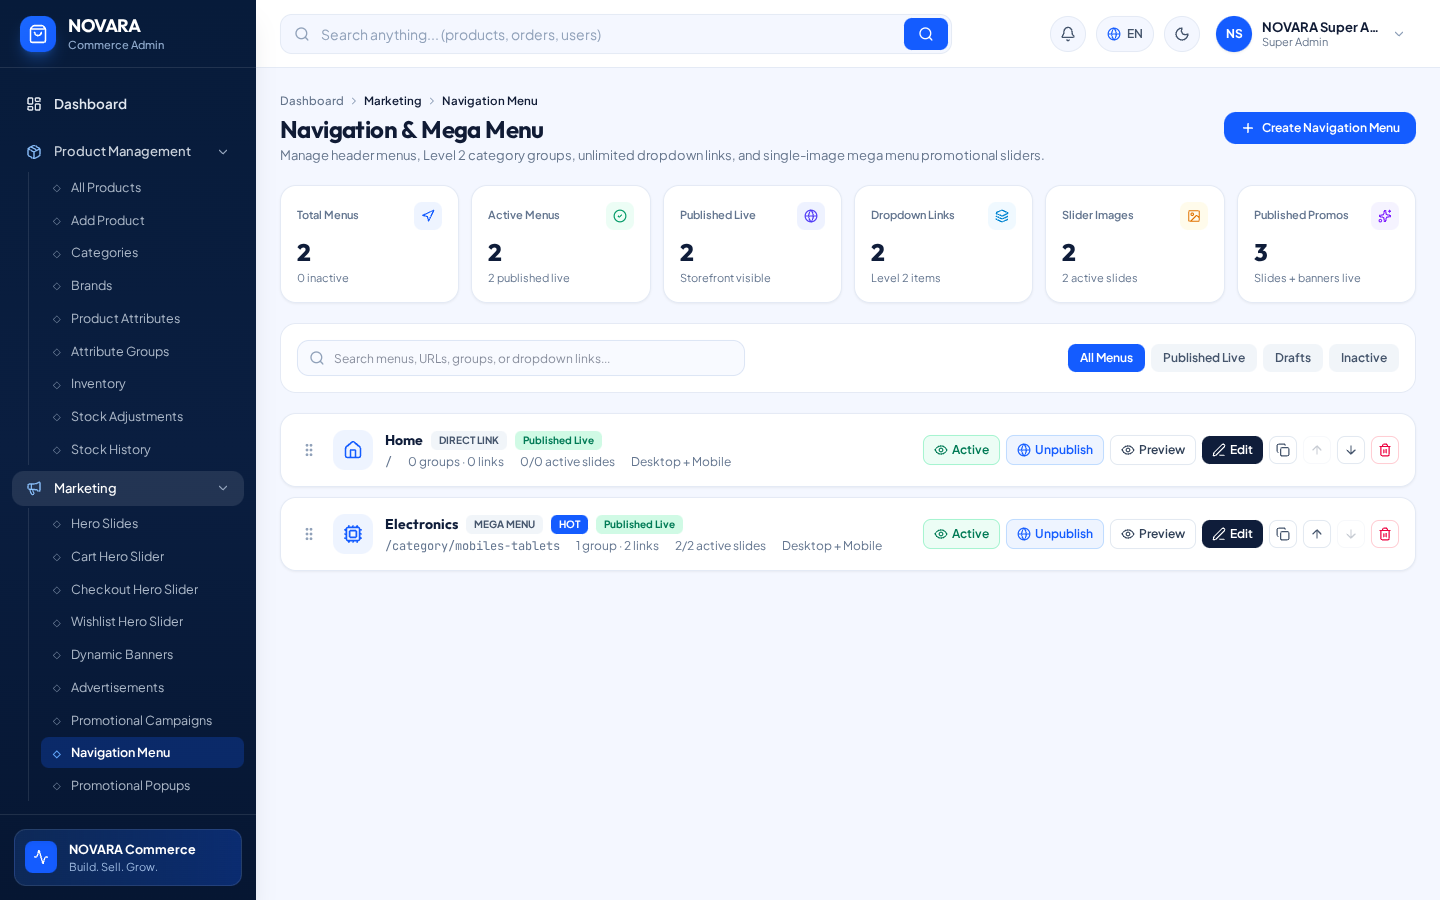 NOVARA
Commerce Admin
Search anything... (products, orders, users)
EN
NS
NOVARA Super A...
Super Admin
Dashboard
Product Management
All Products
Add Product
Categories
Brands
Product Attributes
Attribute Groups
Inventory
Stock Adjustments
Stock History
Marketing
Hero Slides
Cart Hero Slider
Checkout Hero Slider
Wishlist Hero Slider
Dynamic Banners
Advertisements
Promotional Campaigns
Navigation Menu
Promotional Popups
NOVARA Commerce
Build. Sell. Grow.
Dashboard > Marketing > Navigation Menu
Navigation & Mega Menu
Create Navigation Menu
Manage header menus, Level 2 category groups, unlimited dropdown links, and single-image mega menu promotional sliders.
Total Menus
2
0 inactive
Active Menus
2
2 published live
Published Live
2
Storefront visible
Dropdown Links
2
Level 2 items
Slider Images
2
2 active slides
Published Promos
3
Slides + banners live
Search menus, URLs, groups, or dropdown links...
All Menus Published Live Drafts Inactive
Home DIRECT LINK Published Live
/ 0 groups · 0 links 0/0 active slides Desktop + Mobile
Active Unpublish Preview Edit
Electronics MEGA MENU HOT Published Live
/category/mobiles-tablets 1 group · 2 links 2/2 active slides Desktop + Mobile
Active Unpublish Preview Edit